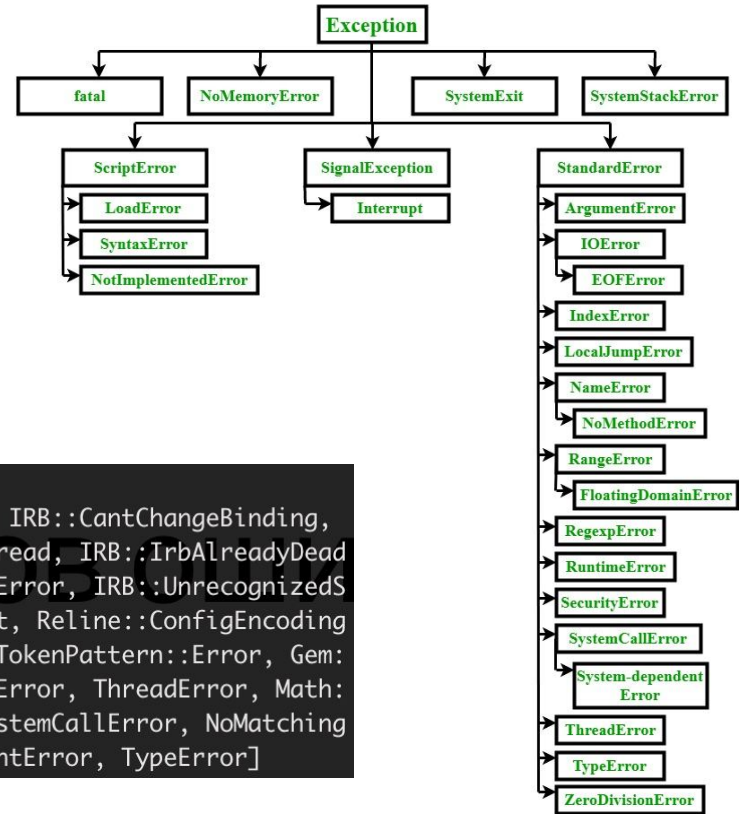 Exception
fatal
NoMemoryError
SystemExit
SystemStackError
ScriptError
LoadError
SyntaxError
NotImplementedError
SignalException
Interrupt
StandardError
ArgumentError
IOError
EOFError
IndexError
LocalJumpError
NameError
NoMethodError
RangeError
FloatingDomainError
RegexpError
RuntimeError
SecurityError
SystemCallError
System-dependent
Error
ThreadError
TypeError
ZeroDivisionError
IRB::CantChangeBinding,
read, IRB::IrbAlreadyDead
Error, IRB::UnrecognizedS
t, Reline::ConfigEncoding
TokenPattern::Error, Gem:
Error, ThreadError, Math:
stemCallError, NoMatching
ntError, TypeError]